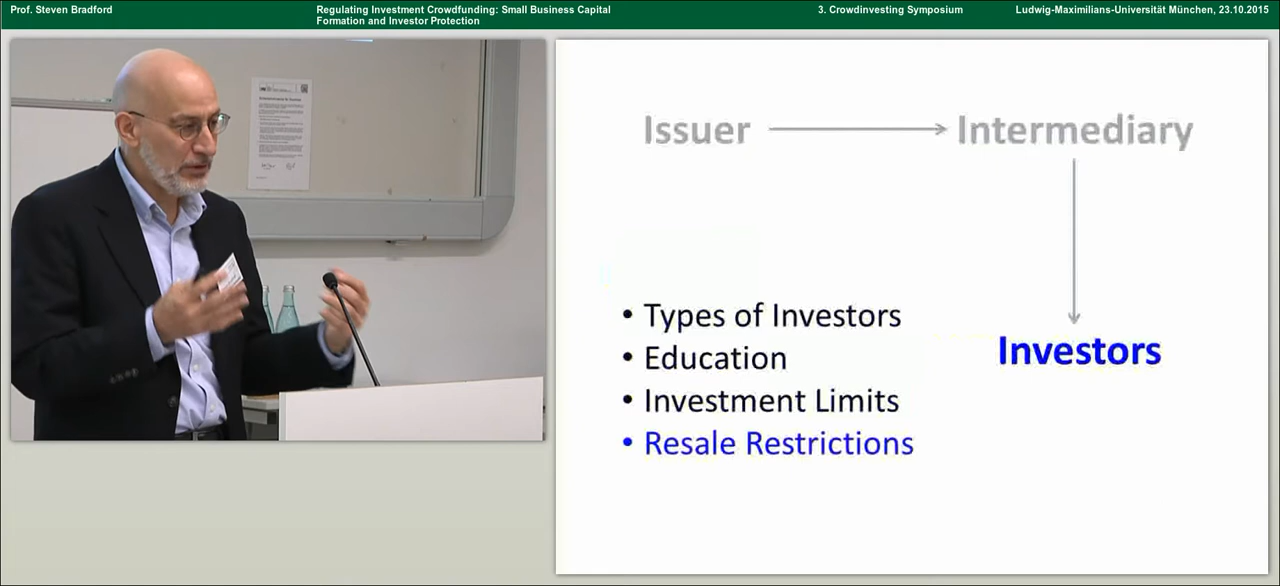 Prof. Steven Bradford
Regulating Investment Crowdfunding: Small Business Capital
Formation and Investor Protection
3. Crowdinvesting Symposium
Ludwig-Maximilians-Universität München, 23.10.2015
Issuer
Intermediary
• Types of Investors
• Education
Investors
• Investment Limits
• Resale Restrictions